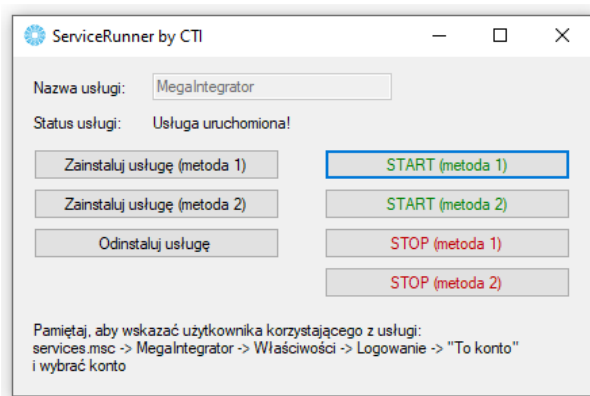 ServiceRunner by CTI
Nazwa usługi: MegaIntegrator
Status usługi: Usługa uruchomiona!
Zainstaluj usługę (metoda 1) START (metoda 1)
Zainstaluj usługę (metoda 2) START (metoda 2)
Odinstaluj usługę STOP (metoda 1)
STOP (metoda 2)
Pamiętaj, aby wskazać użytkownika korzystającego z usługi:
services.msc -> MegaIntegrator -> Właściwości -> Logowanie -> "To konto"
i wybrać konto